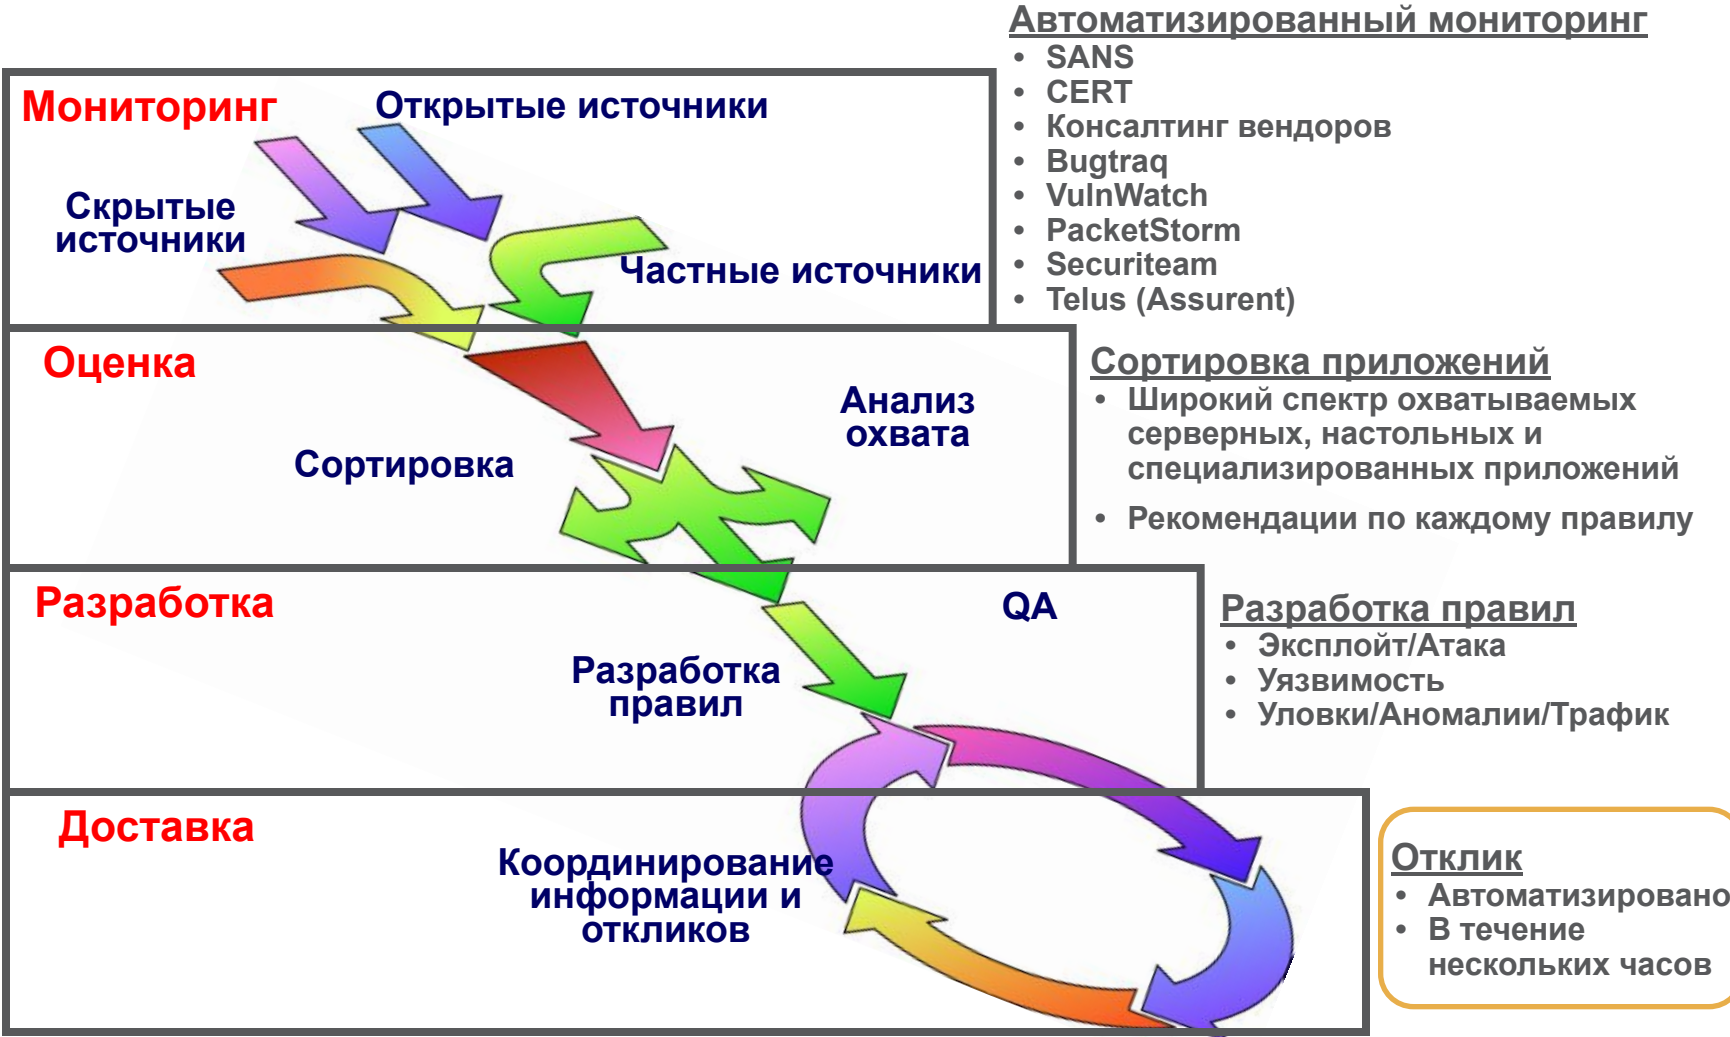 Автоматизированный мониторинг
• SANS
• CERT
• Консалтинг вендоров
• Bugtraq
• VulnWatch
• PacketStorm
• Securiteam
• Telus (Assurent)
Мониторинг
Открытые источники
Скрытые
источники
Частные источники
Оценка
Сортировка
Анализ
охвата
Сортировка приложений
• Широкий спектр охватываемых
серверных, настольных и
специализированных приложений
• Рекомендации по каждому правилу
Разработка
QA
Разработка
правил
Разработка правил
• Эксплойт/Атака
• Уязвимость
• Уловки/Аномалии/Трафик
Доставка
Координирование
информации и
откликов
Отклик
• Автоматизировано
• В течение
нескольких часов